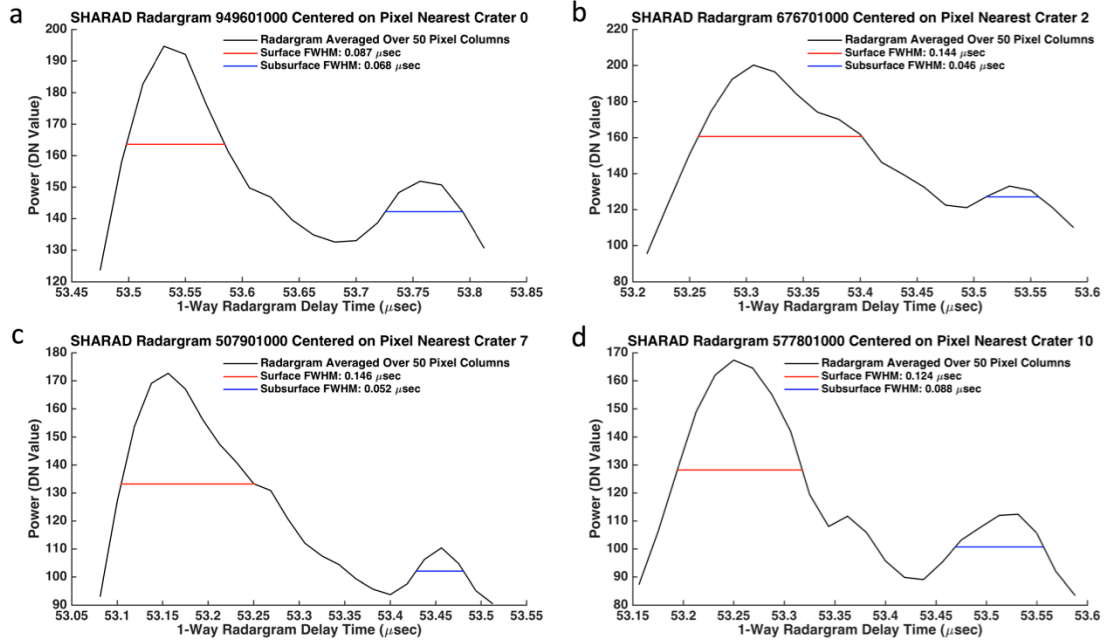 a
SHARAD Radargram 949601000 Centered on Pixel Nearest Crater 0
Radargram Averaged Over 50 Pixel Columns
Surface FWHM: 0.087 μsec
Subsurface FWHM: 0.068 μsec
Power (DN Value)
200
190
180
170
160
150
140
130
120
53.45
53.5
53.55
53.6
53.65
53.7
53.75
53.8
53.85
1-Way Radargram Delay Time (μsec)
b
SHARAD Radargram 676701000 Centered on Pixel Nearest Crater 2
Radargram Averaged Over 50 Pixel Columns
Surface FWHM: 0.144 μsec
Subsurface FWHM: 0.046 μsec
Power (DN Value)
220
200
180
160
140
120
100
80
53.2
53.25
53.3
53.35
53.4
53.45
53.5
53.55
53.6
1-Way Radargram Delay Time (μsec)
c
SHARAD Radargram 507901000 Centered on Pixel Nearest Crater 7
Radargram Averaged Over 50 Pixel Columns
Surface FWHM: 0.146 μsec
Subsurface FWHM: 0.052 μsec
Power (DN Value)
180
170
160
150
140
130
120
110
100
90
53.05
53.1
53.15
53.2
53.25
53.3
53.35
53.4
53.45
53.5
53.55
1-Way Radargram Delay Time (μsec)
d
SHARAD Radargram 577801000 Centered on Pixel Nearest Crater 10
Radargram Averaged Over 50 Pixel Columns
Surface FWHM: 0.124 μsec
Subsurface FWHM: 0.088 μsec
Power (DN Value)
170
160
150
140
130
120
110
100
90
80
53.15
53.2
53.25
53.3
53.35
53.4
53.45
53.5
53.55
53.6
1-Way Radargram Delay Time (μsec)